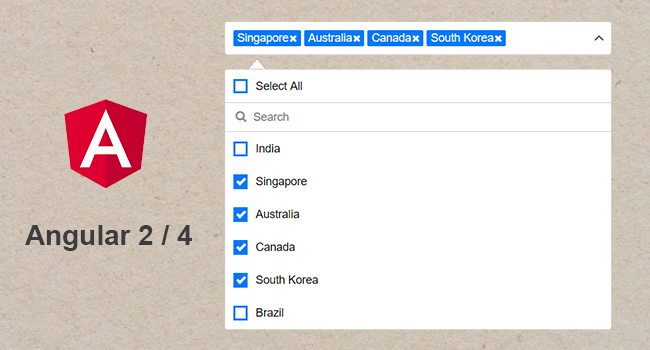 Singapore× Australia× Canada× South Korea×
Select All
Search
India
Singapore
Australia
Canada
South Korea
Brazil
A
Angular 2 / 4